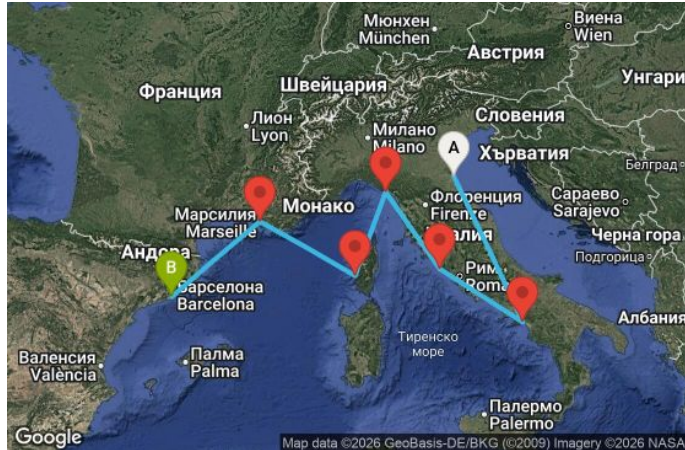 Мюнхен
München
Виена
Wien
Австрия
Франция
Швейцария
Унгари
Словения
Лион
Lyon
Милано
Milano
A
Хърватия
Белград
Монако
Флоренция
Firenze
Сараево
Sarajevo
Марсилия
Marseille
Черна гора
Подгорица
Андора
B
Рим
Roma
Барселона
Barcelona
Албания
Тиренско
море
Валенсия
València
Палма
Palma
Палермо
Palermo
Google
Map data ©2026 GeoBasis-DE/BKG (©2009) Imagery ©2026 NASA